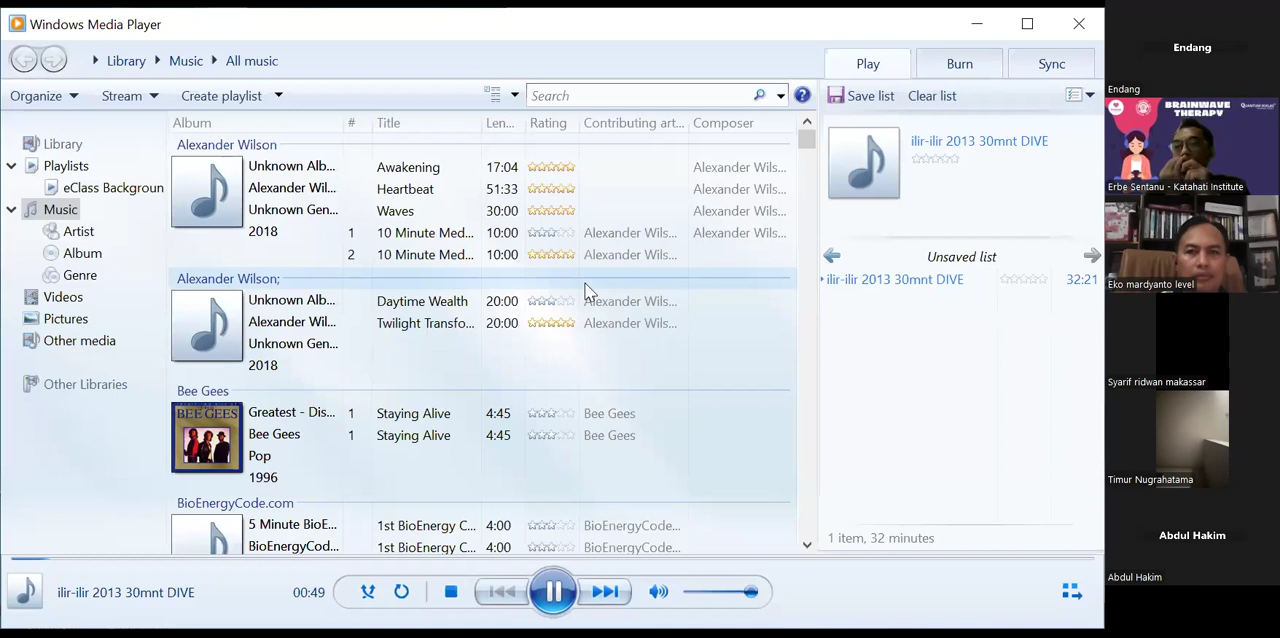 Windows Media Player
Library Music All music
Play Burn Sync
Organize Stream Create playlist
Search
Save list Clear list
Library
Playlists
eClass Backgroun
Music
Artist
Album
Genre
Videos
Pictures
Other media
Other Libraries
Album # Title Len... Rating Contributing art... Composer
Alexander Wilson
Unknown Alb... Awakening 17:04 Alexander Wils...
Alexander Wil... Heartbeat 51:33 Alexander Wils...
Unknown Gen... Waves 30:00 Alexander Wils...
2018 1 10 Minute Med... 10:00 Alexander Wils... Alexander Wils...
2 10 Minute Med... 10:00 Alexander Wils...
Alexander Wilson;
Unknown Alb... Daytime Wealth 20:00 Alexander Wils...
Alexander Wil... Twilight Transfo... 20:00 Alexander Wils...
Unknown Gen...
2018
Bee Gees
BEE GEES
Greatest - Dis... 1 Staying Alive 4:45 Bee Gees
Bee Gees 1 Staying Alive 4:45 Bee Gees
Pop
1996
BioEnergyCode.com
5 Minute BioE... 1st BioEnergy C... 4:00 BioEnergyCode...
BioEnergyCod... 1st BioEnergy C... 4:00 BioEnergyCode...
ilir-ilir 2013 30mnt DIVE
Unsaved list
ilir-ilir 2013 30mnt DIVE 32:21
1 item, 32 minutes
ilir-ilir 2013 30mnt DIVE 00:49
Endang
Endang
BRAINWAVE
THERAPY
Erbe Sentanu - Katahati Institute
Eko mardyanto level
Syarif ridwan makassar
Timur Nugrahatama
Abdul Hakim
Abdul Hakim